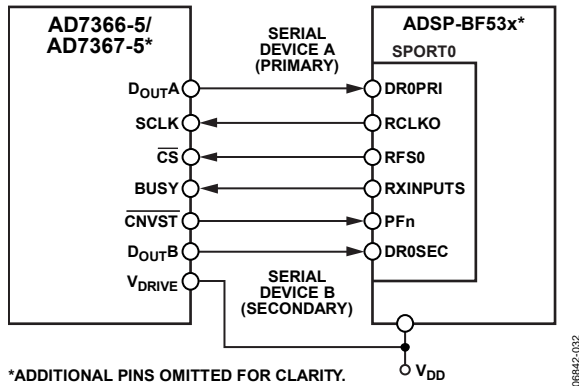 AD7366-5/
AD7367-5*
ADSP-BF53x*
SERIAL
DEVICE A
(PRIMARY)
SPORT0
DOUTA
DR0PRI
SCLK
RCLKO
CS
RFS0
BUSY
RXINPUTS
CNVST
PFn
DOUTB
DR0SEC
VDRIVE
SERIAL
DEVICE B
(SECONDARY)
VDD
*ADDITIONAL PINS OMITTED FOR CLARITY.
06842-032